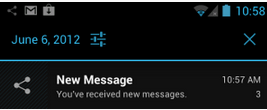 10:58
June 6, 2012
New Message
10:57 AM
You've received new messages.
3